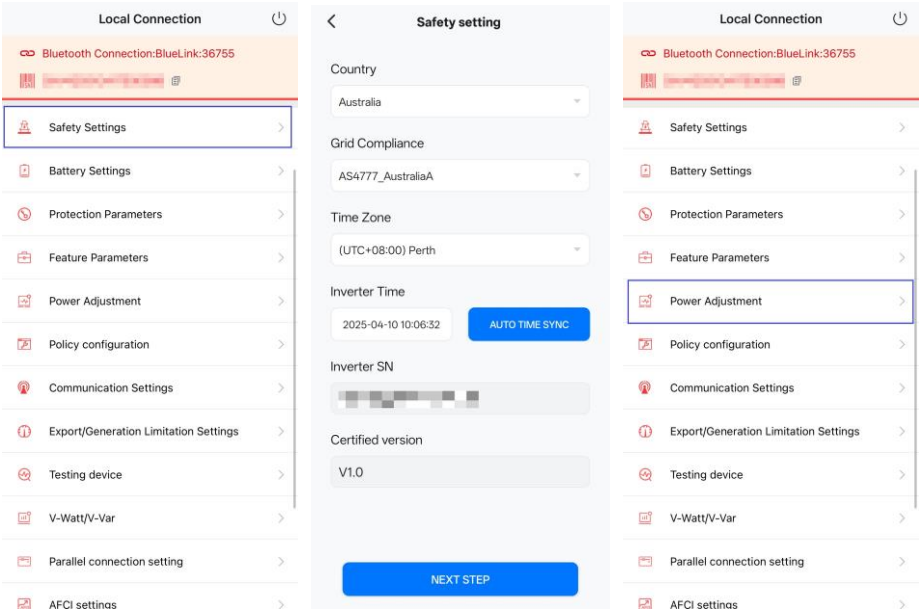 Local Connection
Bluetooth Connection:BlueLink:36755
Safety Settings
Battery Settings
Protection Parameters
Feature Parameters
Power Adjustment
Policy configuration
Communication Settings
Export/Generation Limitation Settings
Testing device
V-Watt/V-Var
Parallel connection setting
AFCI settings
Safety setting
Country
Australia
Grid Compliance
AS4777_AustraliaA
Time Zone
(UTC+08:00) Perth
Inverter Time
2025-04-10 10:06:32
AUTO TIME SYNC
Inverter SN
Certified version
V1.0
NEXT STEP
Local Connection
Bluetooth Connection:BlueLink:36755
Safety Settings
Battery Settings
Protection Parameters
Feature Parameters
Power Adjustment
Policy configuration
Communication Settings
Export/Generation Limitation Settings
Testing device
V-Watt/V-Var
Parallel connection setting
AFCI settings